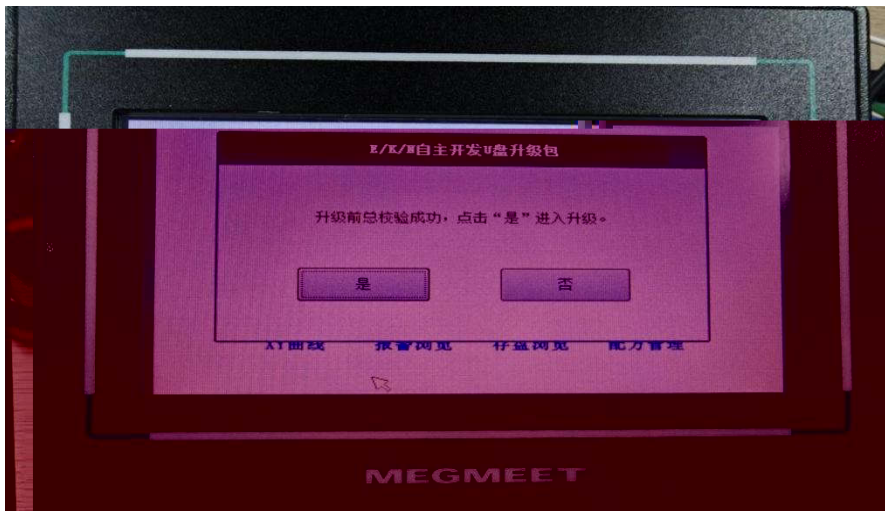 E/K/N自主开发U盘升级包
升级前总校验成功，点击“是”进入升级。
是 否
XY曲线 报警浏览 存盘浏览 配方管理
MEGMEET